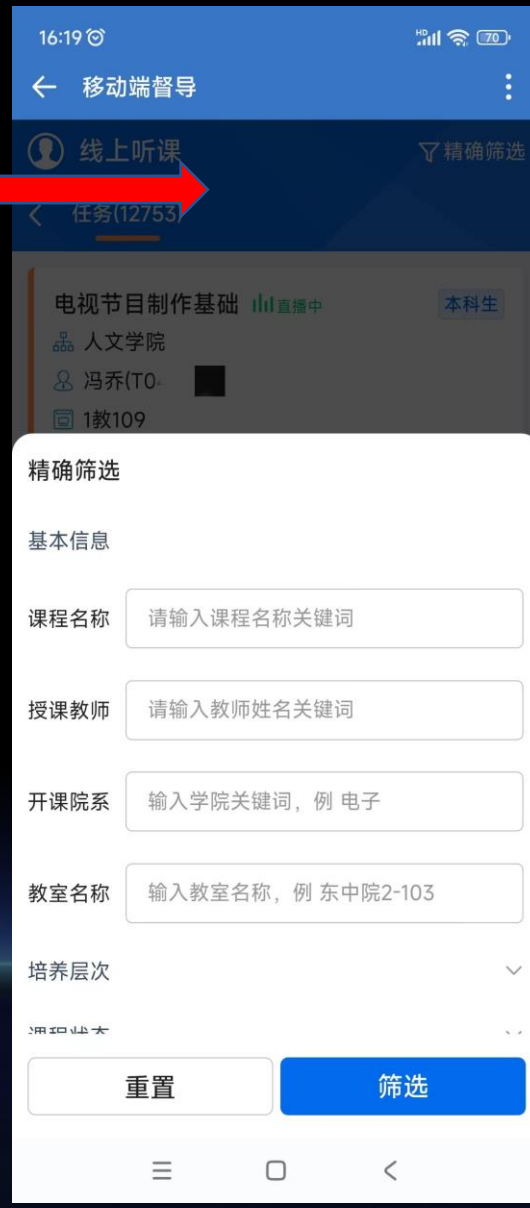 16:19
HD 70
移动端督导
线上听课 精确筛选
任务(12753)
电视节目制作基础 直播中 本科生
人文学院
冯乔(T0
1教109
精确筛选
基本信息
课程名称 请输入课程名称关键词
授课教师 请输入教师姓名关键词
开课院系 输入学院关键词，例 电子
教室名称 输入教室名称，例 东中院2-103
培养层次
课程状态
重置 筛选